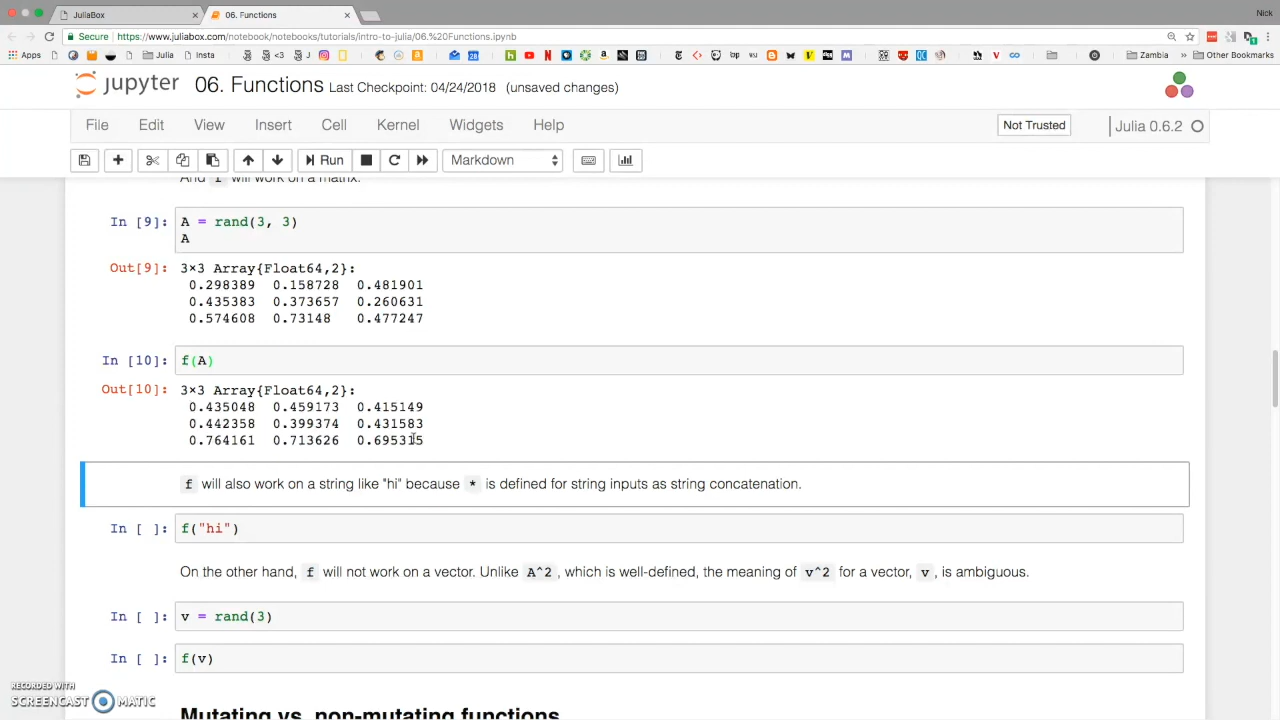 JuliaBox
06. Functions
Nick
Secure https://www.juliabox.com/notebook/notebooks/tutorials/intro-to-julia/06.%20Functions.ipynb
Apps Julia Insta <3 J Zambia Other Bookmarks
jupyter 06. Functions Last Checkpoint: 04/24/2018 (unsaved changes)
File Edit View Insert Cell Kernel Widgets Help Not Trusted Julia 0.6.2
Run Markdown
And f will work on a matrix.
In [9]: A = rand(3, 3)
A
Out[9]: 3×3 Array{Float64,2}:
0.298389 0.158728 0.481901
0.435383 0.373657 0.260631
0.574608 0.73148 0.477247
In [10]: f(A)
Out[10]: 3×3 Array{Float64,2}:
0.435048 0.459173 0.415149
0.442358 0.399374 0.431583
0.764161 0.713626 0.695315
f will also work on a string like "hi" because * is defined for string inputs as string concatenation.
In [ ]: f("hi")
On the other hand, f will not work on a vector. Unlike A^2, which is well-defined, the meaning of v^2 for a vector, v, is ambiguous.
In [ ]: v = rand(3)
In [ ]: f(v)
RECORDED WITH
SCREENCAST MATIC
Mutating vs. non-mutating functions